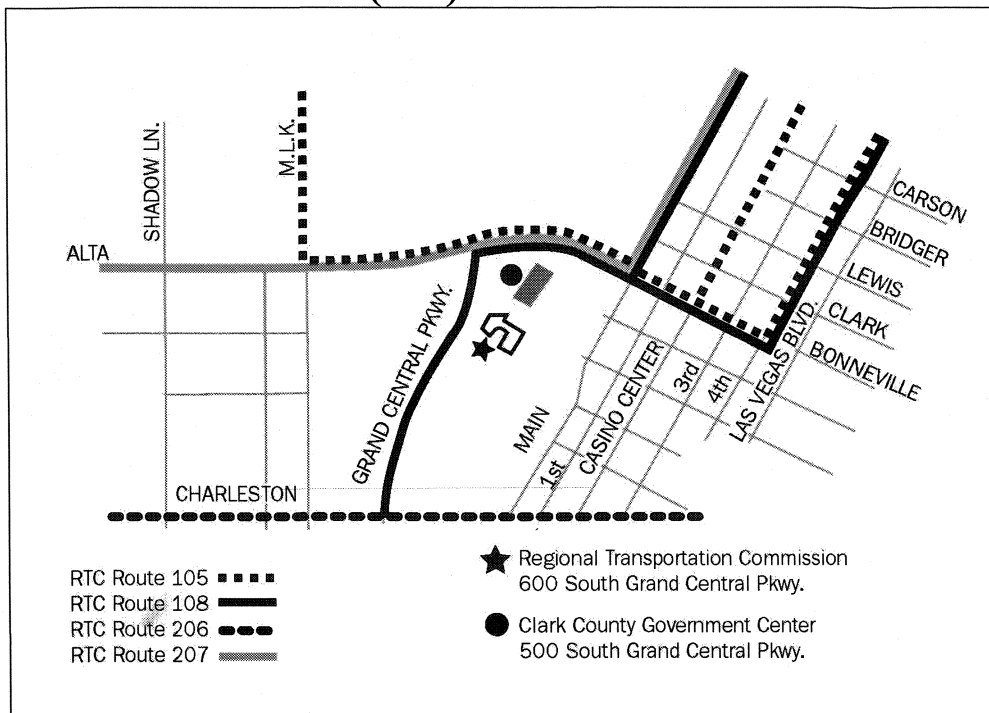 SHADOW LN.
M.L.K.
ALTA
CARSON
BRIDGER
LEWIS
CLARK
BONNEVILLE
LAS VEGAS BLVD.
4th
3rd
CASINO CENTER
1st
MAIN
GRAND CENTRAL PKWY.
CHARLESTON
RTC Route 105
RTC Route 108
RTC Route 206
RTC Route 207
Regional Transportation Commission
600 South Grand Central Pkwy.
Clark County Government Center
500 South Grand Central Pkwy.